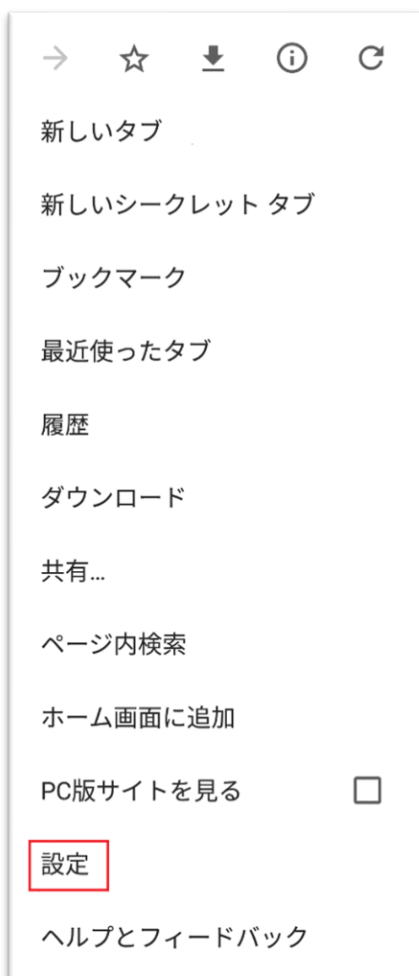 新しいタブ
新しいシークレット タブ
ブックマーク
最近使ったタブ
履歴
ダウンロード
共有...
ページ内検索
ホーム画面に追加
PC版サイトを見る
設定
ヘルプとフィードバック